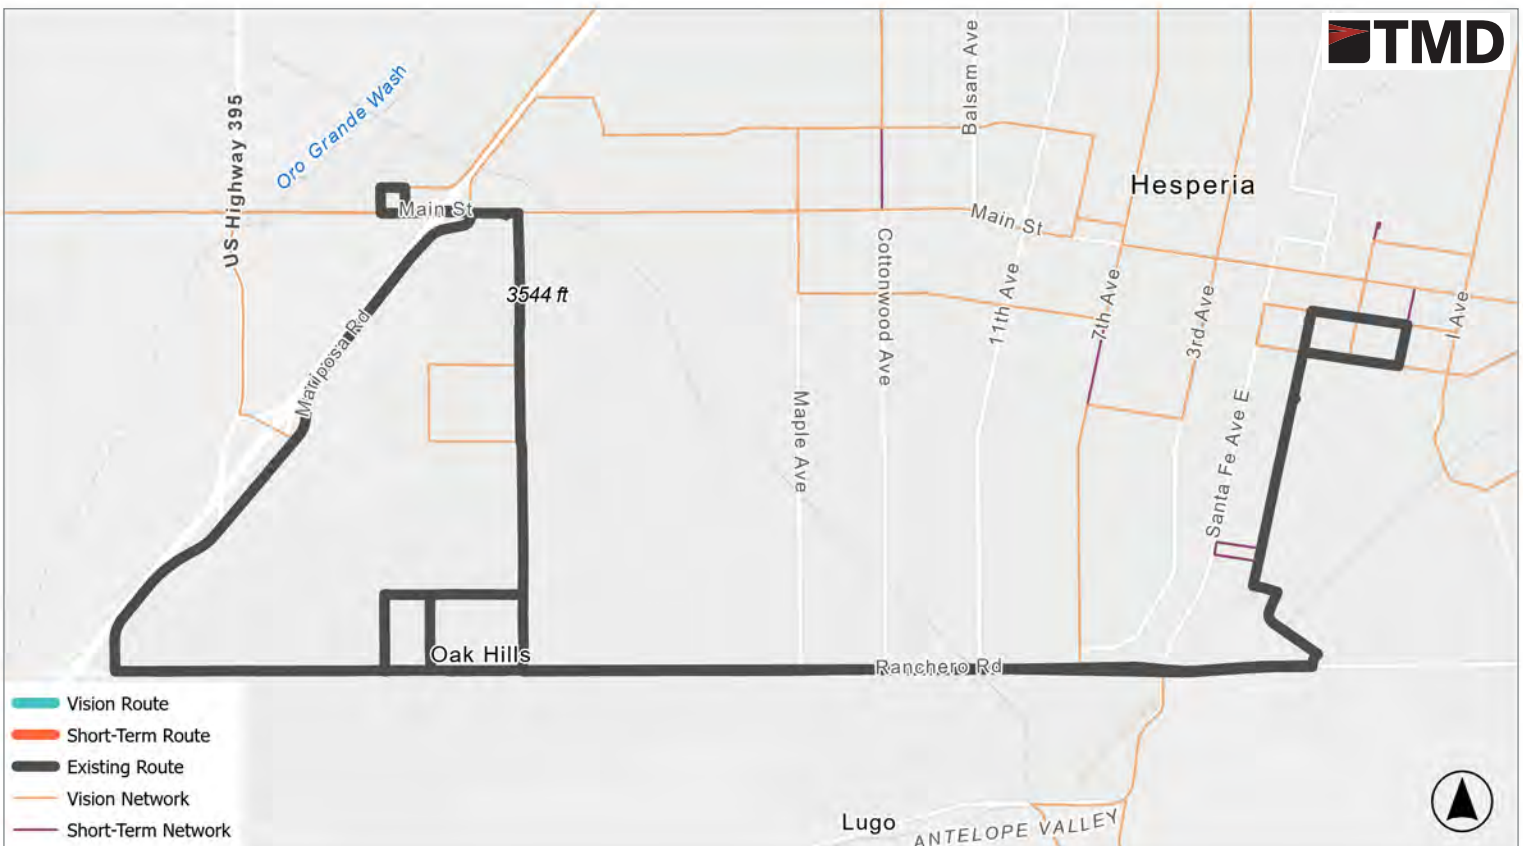 TMD
US Highway 395
Oro Grande Wash
Balsam Ave
Hesperia
Main St
Main St
3544 ft
Mariposa Rd
Cottonwood Ave
11th Ave
7th Ave
3rd Ave
I Ave
Maple Ave
Santa Fe Ave E
Oak Hills
Ranchero Rd
Vision Route
Short-Term Route
Existing Route
Vision Network
Short-Term Network
Lugo
ANTELOPE VALLEY